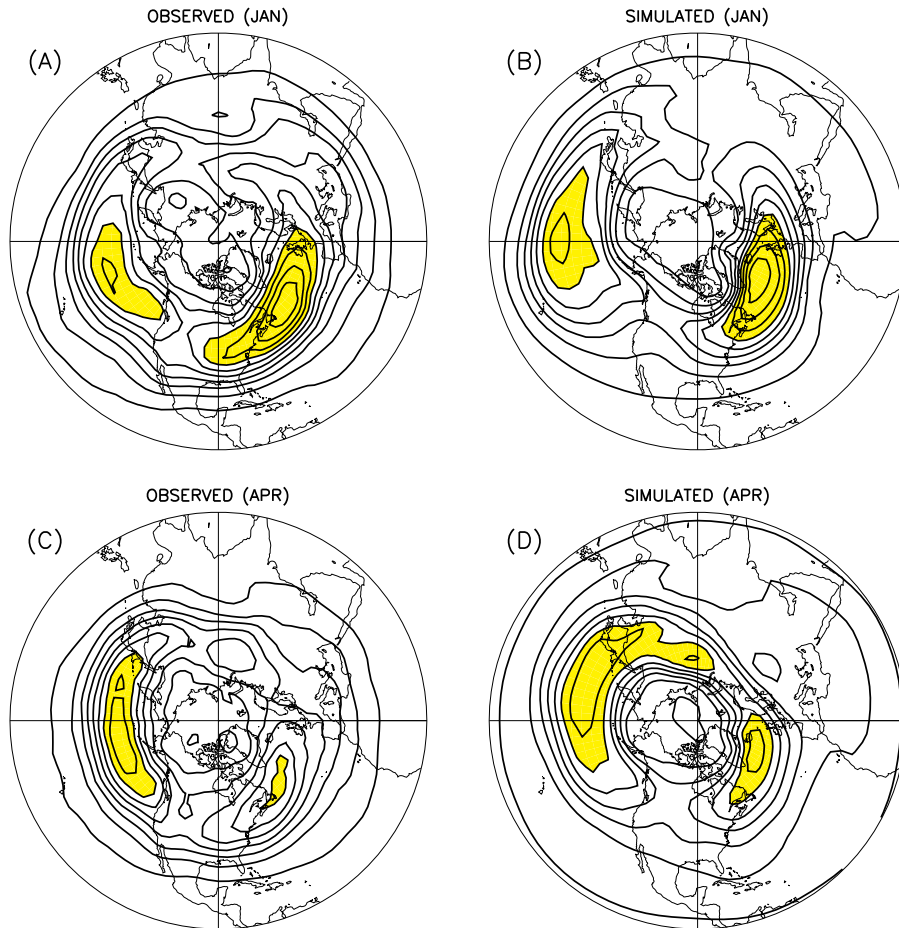 OBSERVED (JAN)
SIMULATED (JAN)
(A)
(B)
OBSERVED (APR)
SIMULATED (APR)
(C)
(D)